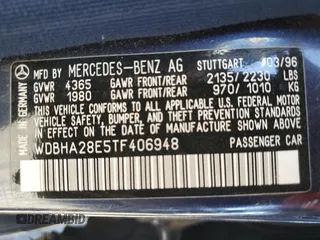 MADE IN GERMANY
MFD BY MERCEDES-BENZ AG STUTTGART 03/96
GVWR 4365 GAWR FRONT/REAR 2135/2230 LBS
GVWR 1980 GAWR FRONT/REAR 970/1010 KG
THIS VEHICLE CONFORMS TO ALL APPLICABLE U.S. FEDERAL MOTOR VEHICLE
SAFETY, BUMPER, AND THEFT PREVENTION STANDARDS IN EFFECT ON THE
DATE OF MANUFACTURE SHOWN ABOVE.
WDBHA28E5TF406948 PASSENGER CAR
DREAMBID